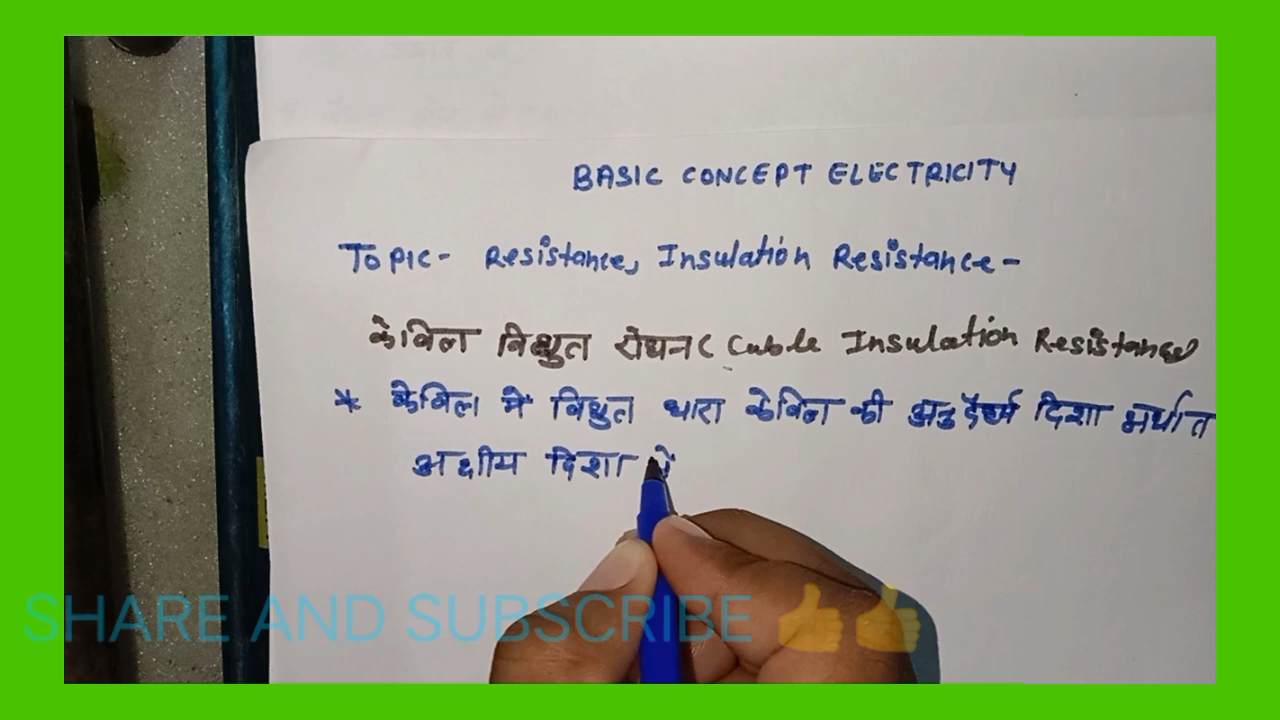 BASIC CONCEPT ELECTRICITY
Topic- Resistance, Insulation Resistance-
केविल विद्युत रोधन ( Cable Insulation Resistance)
* केविल में विद्युत धारा केविल की अनुदैर्घ्य दिशा अर्थात
अक्षीय दिशा में
SHARE AND SUBSCRIBE 👍👍